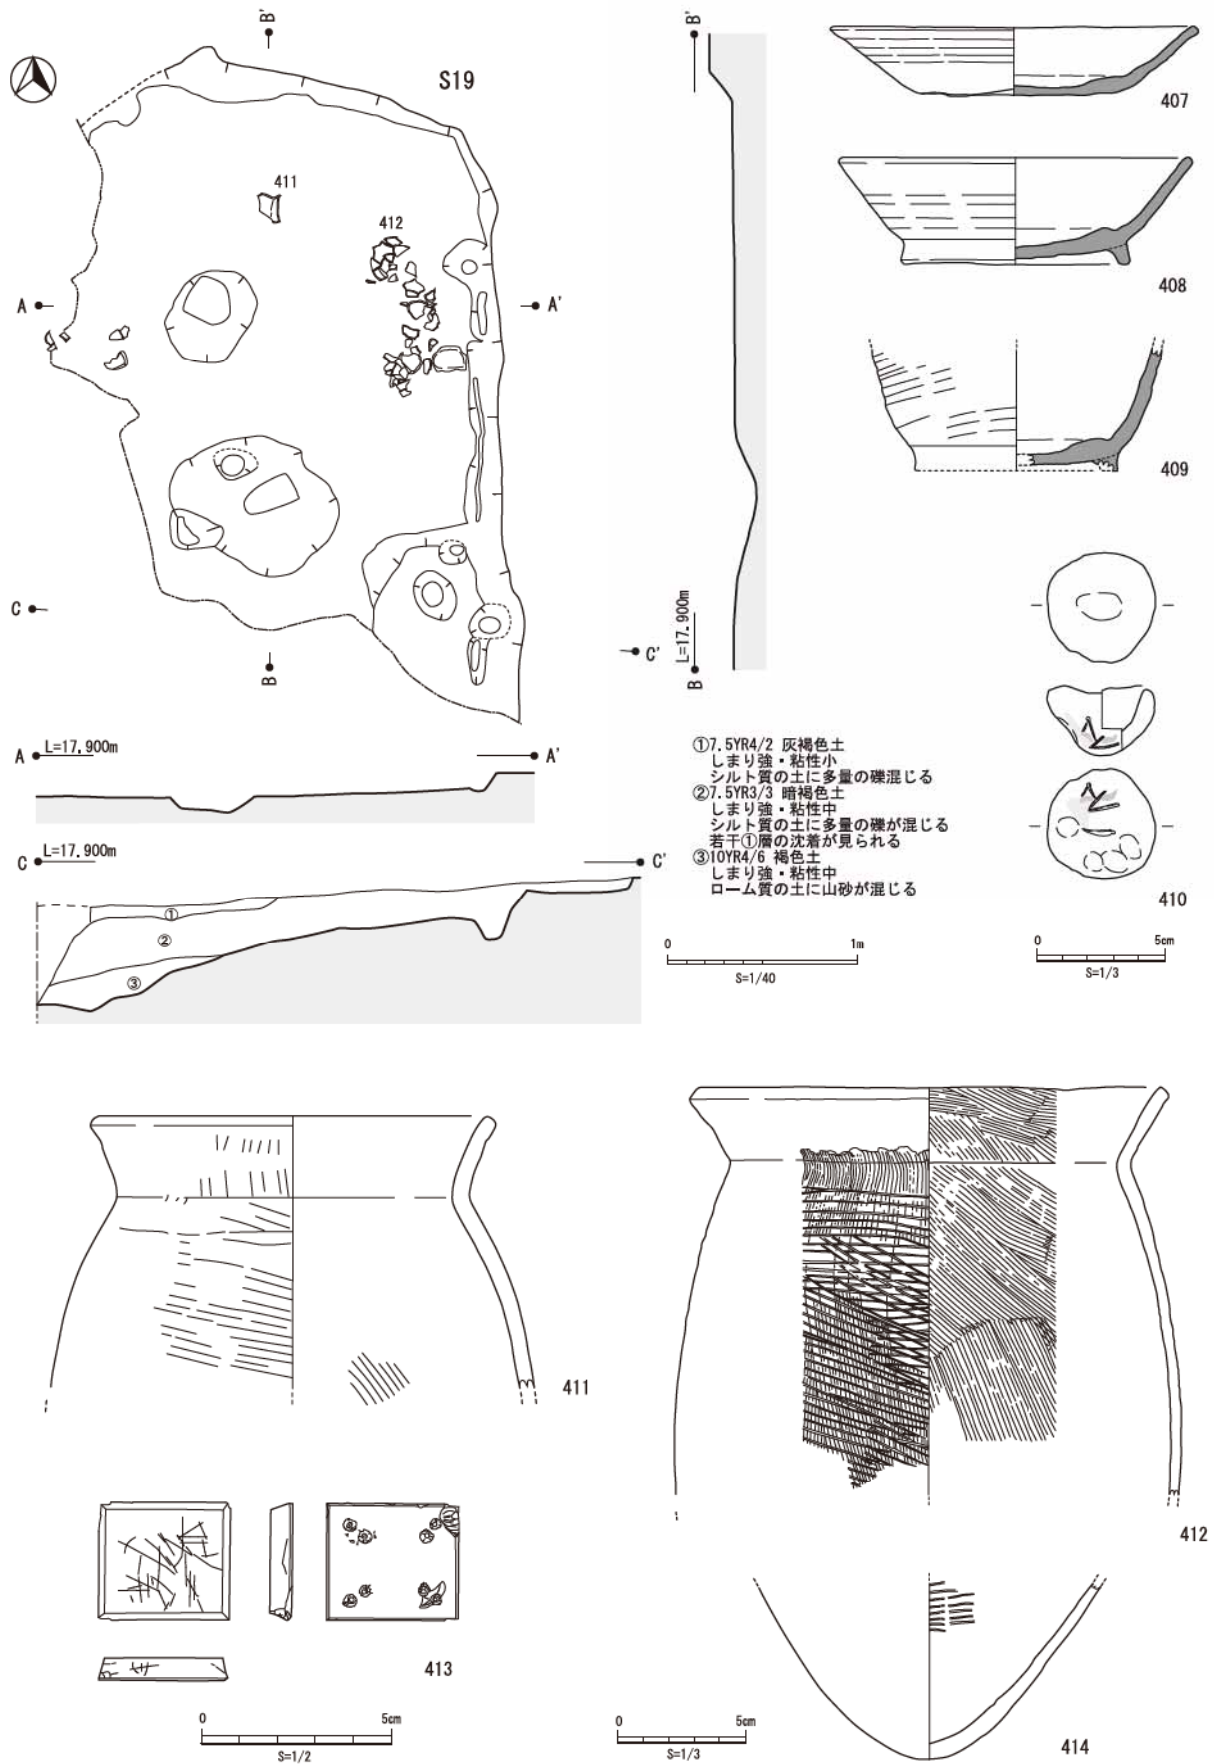 B'
S19
411
412
A
A'
C
C'
B
B'
L=17.900m
B
407
408
409
410
A L=17.900m A'
C L=17.900m C'
①
②
③
①7.5YR4/2 灰褐色土
しまり強・粘性小
シルト質の土に多量の礫混じる
②7.5YR3/3 暗褐色土
しまり強・粘性中
シルト質の土に多量の礫が混じる
若干①層の沈着が見られる
③10YR4/6 褐色土
しまり強・粘性中
ローム質の土に山砂が混じる
0 1m
S=1/40
0 5cm
S=1/3
411
412
413
0 5cm
S=1/2
0 5cm
S=1/3
414